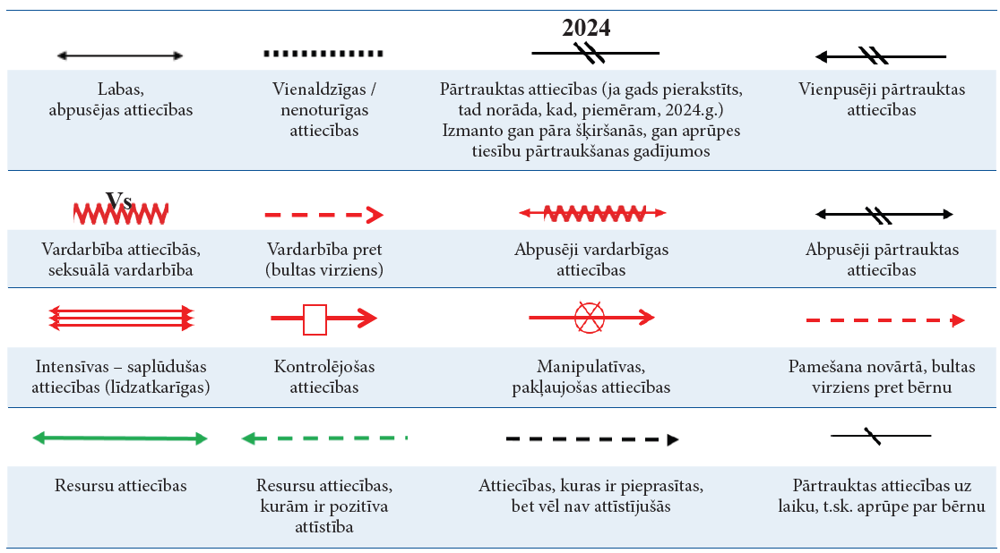 2024
Labas,
abpusējas attiecības
Vienaldzīgas /
nenoturīgas
attiecības
Pārtrauktas attiecības (ja gads pierakstīts,
tad norāda, kad, piemēram, 2024.g.)
Izmanto gan pāra šķiršanās, gan aprūpes
tiesību pārtraukšanas gadījumos
Vienpusēji pārtrauktas
attiecības
Vs
Vardarbība attiecībās,
seksuālā vardarbība
Vardarbība pret
(bultas virziens)
Abpusēji vardarbīgas
attiecības
Abpusēji pārtrauktas
attiecības
Intensīvas – saplūdušas
attiecības (līdzatkarīgas)
Kontrolējošas
attiecības
Manipulatīvas,
pakļaujošas attiecības
Pamešana novārtā, bultas
virziens pret bērnu
Resursu attiecības
Resursu attiecības,
kurām ir pozitīva
attīstība
Attiecības, kuras ir pieprasītas,
bet vēl nav attīstījušās
Pārtrauktas attiecības uz
laiku, t.sk. aprūpe par bērnu